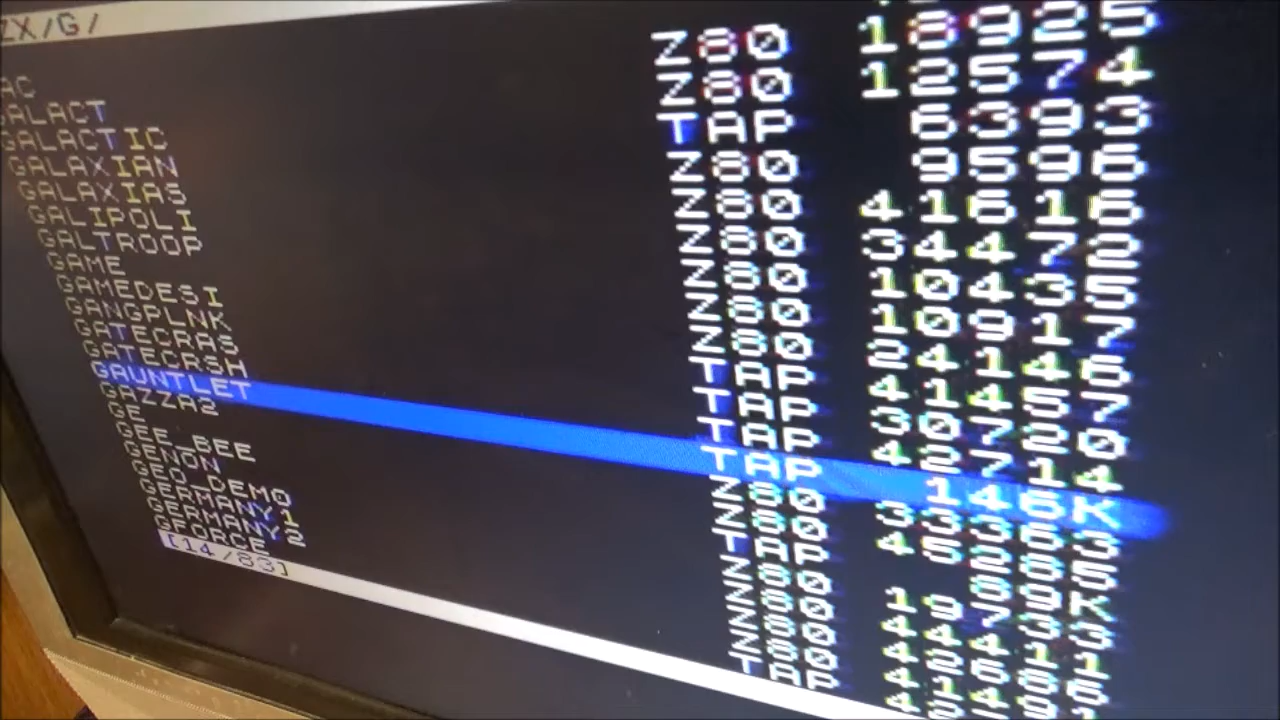 ZX/G/
AC Z80 18925
ALACT Z80 12574
GALACTIC TAP 6393
GALAXIAN Z80 9596
GALAXIAS Z80 41616
GALIPOLI Z80 34472
GALTROOP Z80 10435
GAME Z80 10917
GAMEDESI Z80 24146
GANGPLNK TAP 41457
GATECRAS TAP 30720
GATECRSH TAP 42714
GAUNTLET TAP 146K
GAZZA2 Z80
GE TAP
GEE_BEE Z80
GENON Z80
GEO_DEMO Z80
GERMANY1 Z80
GERMANY2 Z80
GFORCE TAP
[14/83]